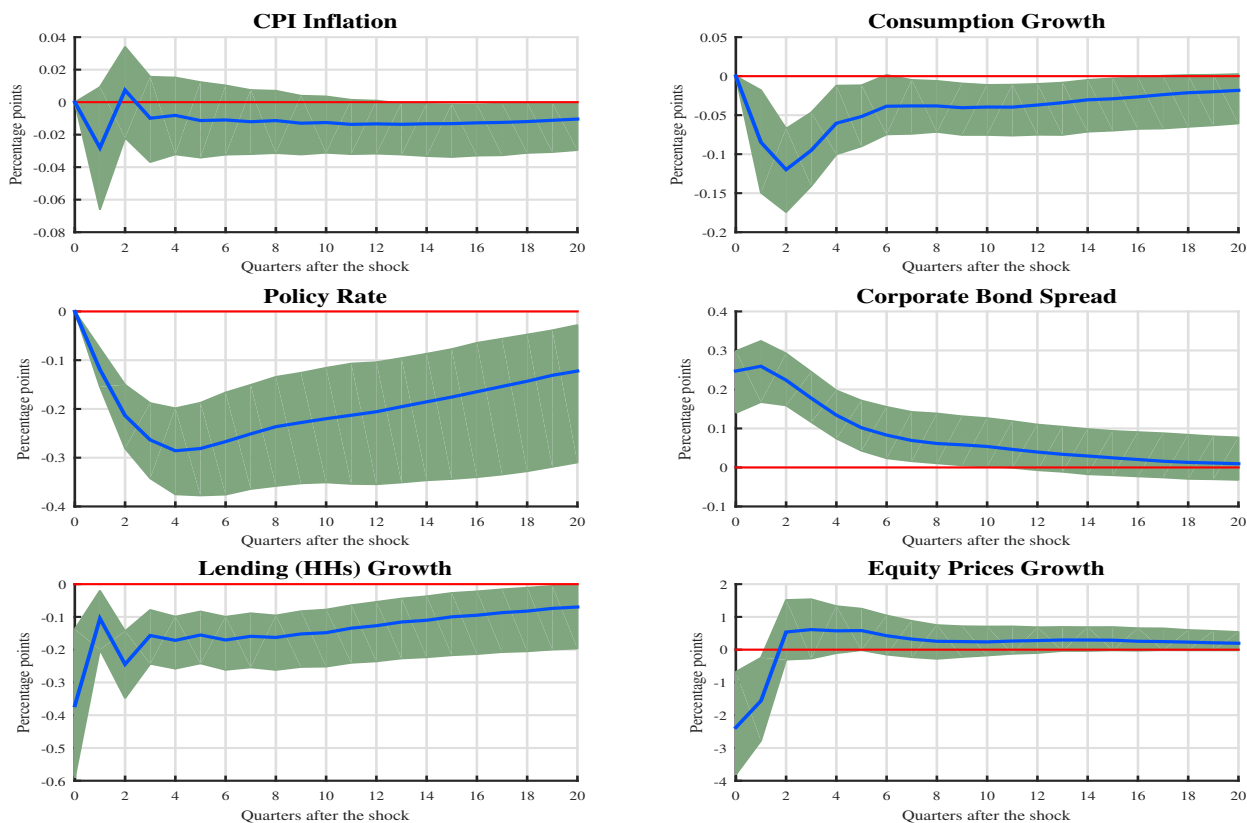 CPI Inflation
Percentage points
0.04
0.02
0
-0.02
-0.04
-0.06
-0.08
0 2 4 6 8 10 12 14 16 18 20
Quarters after the shock
Consumption Growth
Percentage points
0.05
0
-0.05
-0.1
-0.15
-0.2
0 2 4 6 8 10 12 14 16 18 20
Quarters after the shock
Policy Rate
Percentage points
0
-0.1
-0.2
-0.3
-0.4
0 2 4 6 8 10 12 14 16 18 20
Quarters after the shock
Corporate Bond Spread
Percentage points
0.4
0.3
0.2
0.1
0
-0.1
0 2 4 6 8 10 12 14 16 18 20
Quarters after the shock
Lending (HHs) Growth
Percentage points
0
-0.1
-0.2
-0.3
-0.4
-0.5
-0.6
0 2 4 6 8 10 12 14 16 18 20
Quarters after the shock
Equity Prices Growth
Percentage points
2
1
0
-1
-2
-3
-4
0 2 4 6 8 10 12 14 16 18 20
Quarters after the shock